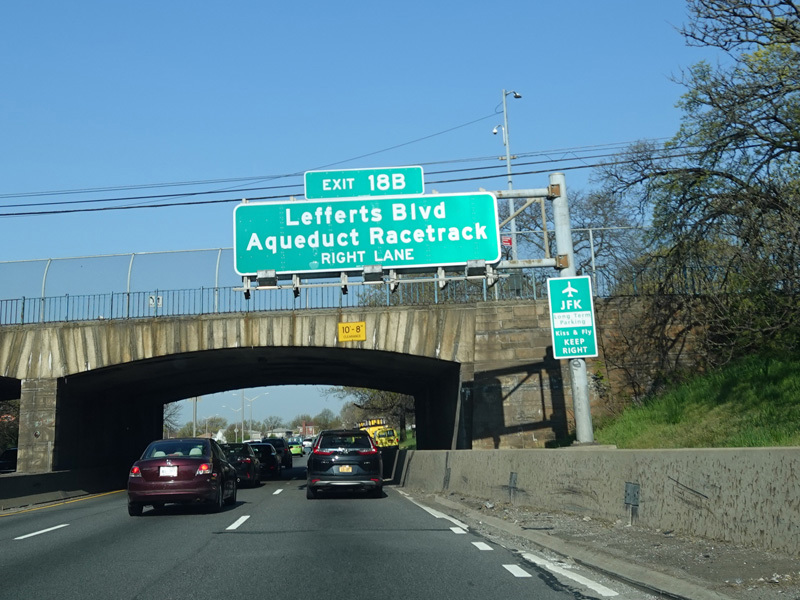 EXIT 18B
Lefferts Blvd
Aqueduct Racetrack
RIGHT LANE
10'-8"
JFK
Long Term
Parking
Kiss & Fly
KEEP
RIGHT